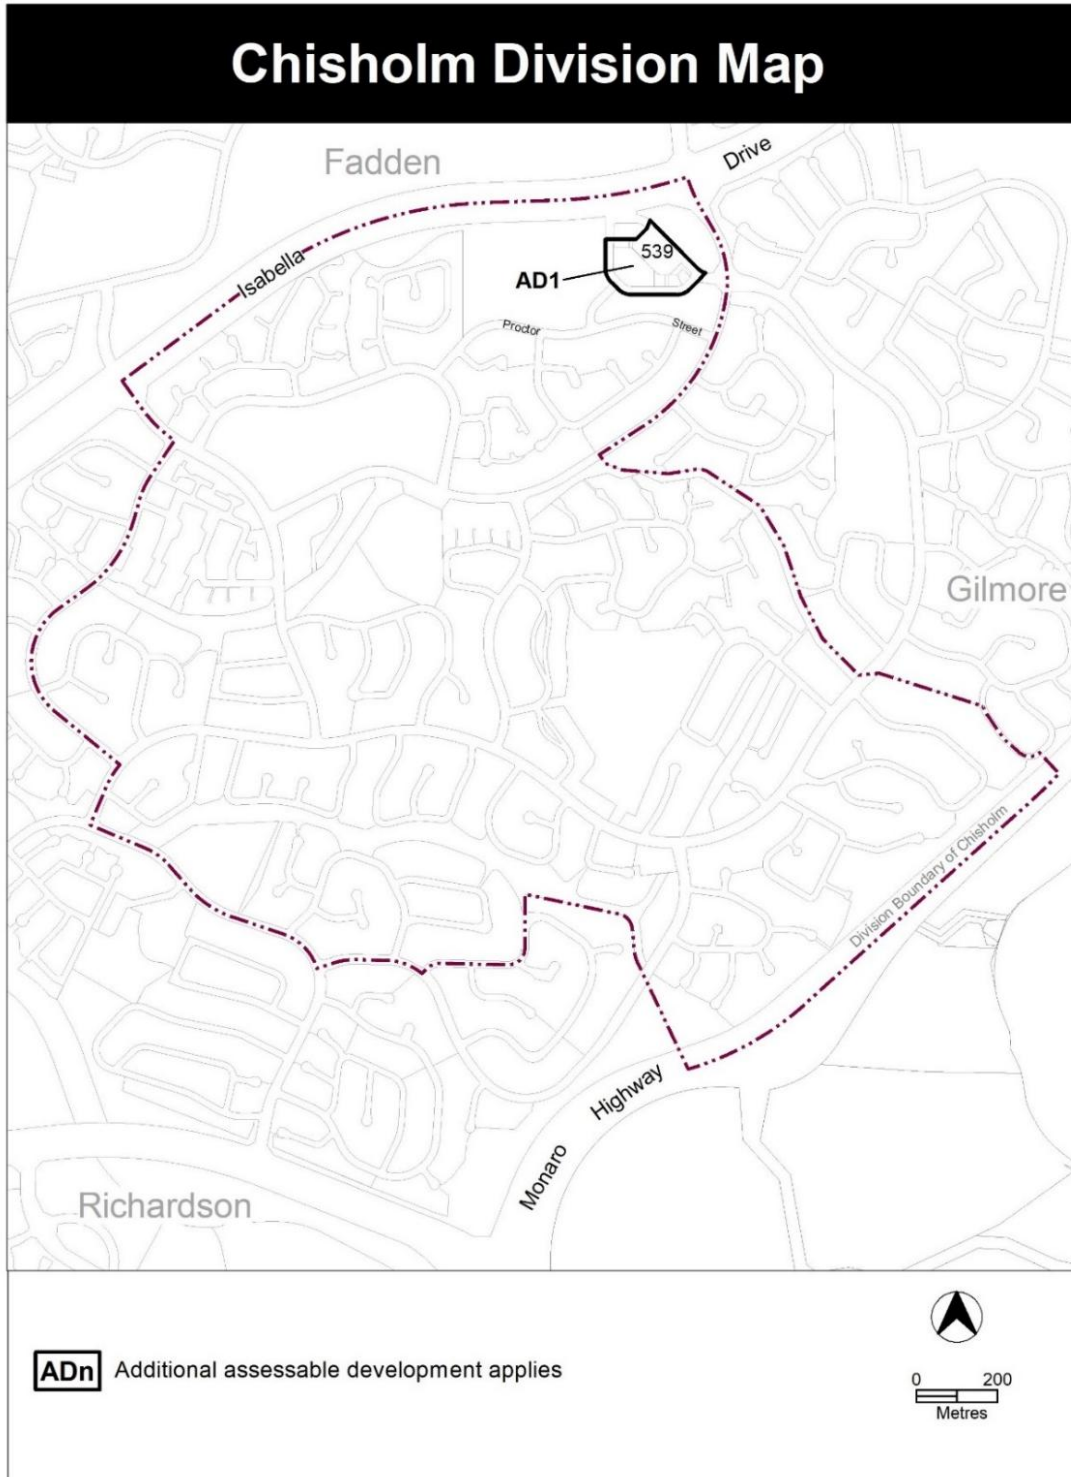 Chisholm Division Map
Fadden
Drive
Isabella
539
AD1
Proctor
Street
Gilmore
Division Boundary of Chisholm
Highway
Monaro
Richardson
ADn Additional assessable development applies
0 200
Metres